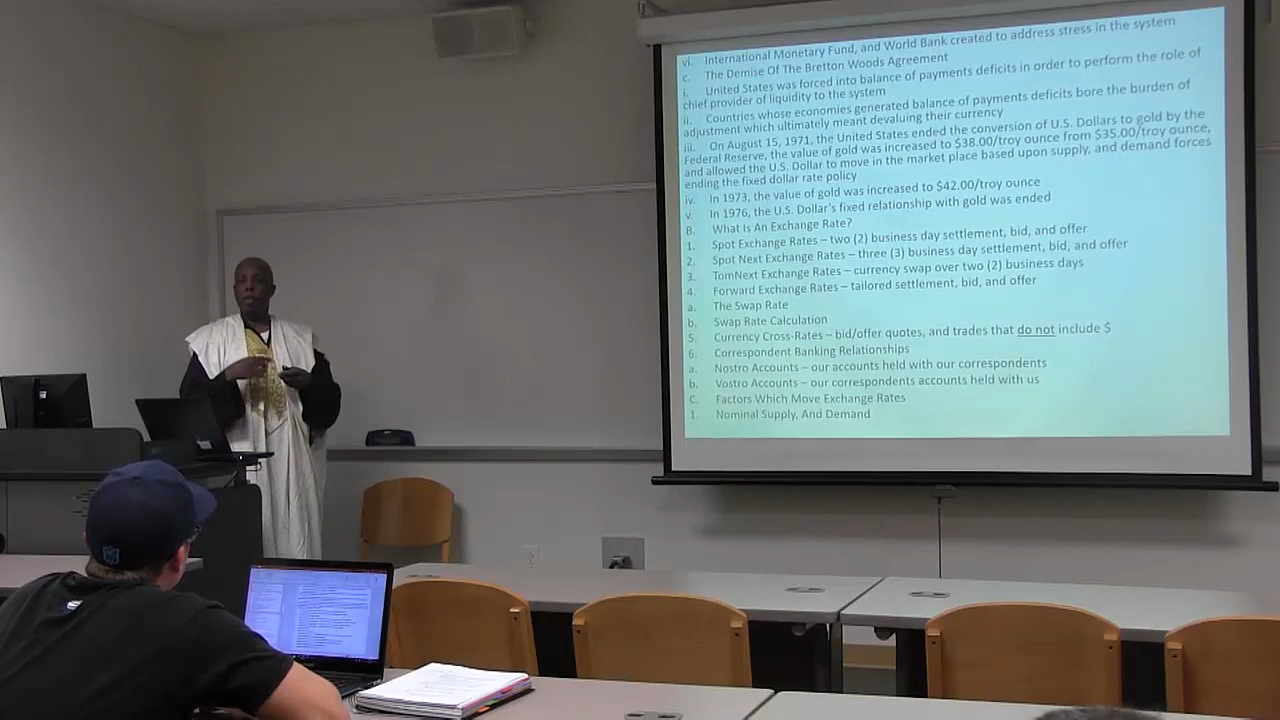 vi. International Monetary Fund, and World Bank created to address stress in the system
c. The Demise Of The Bretton Woods Agreement
i. United States was forced into balance of payments deficits in order to perform the role of
chief provider of liquidity to the system
ii. Countries whose economies generated balance of payments deficits bore the burden of
adjustment which ultimately meant devaluing their currency
iii. On August 15, 1971, the United States ended the conversion of U.S. Dollars to gold by the
Federal Reserve, the value of gold was increased to $38.00/troy ounce from $35.00/troy ounce,
and allowed the U.S. Dollar to move in the market place based upon supply, and demand forces
ending the fixed dollar rate policy
iv. In 1973, the value of gold was increased to $42.00/troy ounce
v. In 1976, the U.S. Dollar's fixed relationship with gold was ended
B. What Is An Exchange Rate?
1. Spot Exchange Rates – two (2) business day settlement, bid, and offer
2. Spot Next Exchange Rates – three (3) business day settlement, bid, and offer
3. TomNext Exchange Rates – currency swap over two (2) business days
4. Forward Exchange Rates – tailored settlement, bid, and offer
a. The Swap Rate
b. Swap Rate Calculation
5. Currency Cross-Rates – bid/offer quotes, and trades that do not include $
6. Correspondent Banking Relationships
a. Nostro Accounts – our accounts held with our correspondents
b. Vostro Accounts – our correspondents accounts held with us
C. Factors Which Move Exchange Rates
1. Nominal Supply, And Demand